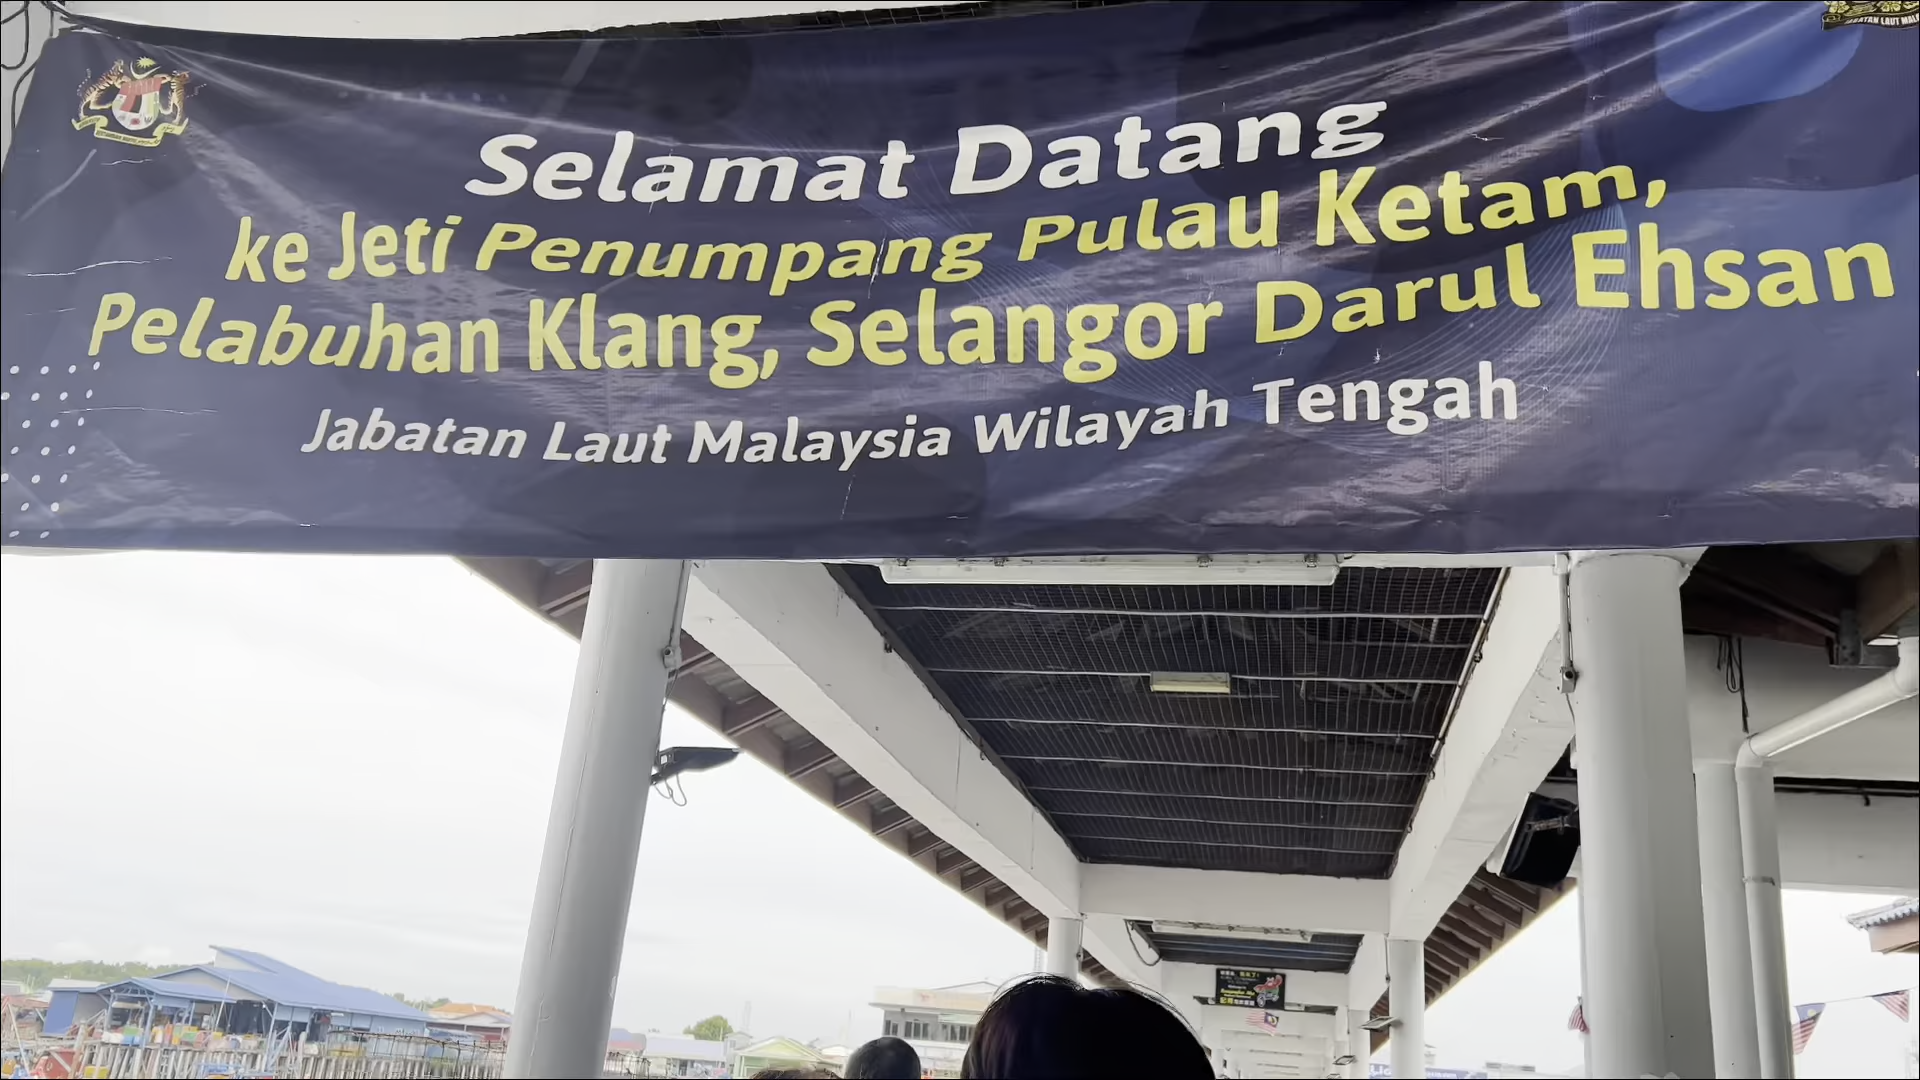 Selamat Datang
ke Jeti Penumpang Pulau Ketam,
Pelabuhan Klang, Selangor Darul Ehsan
Jabatan Laut Malaysia Wilayah Tengah